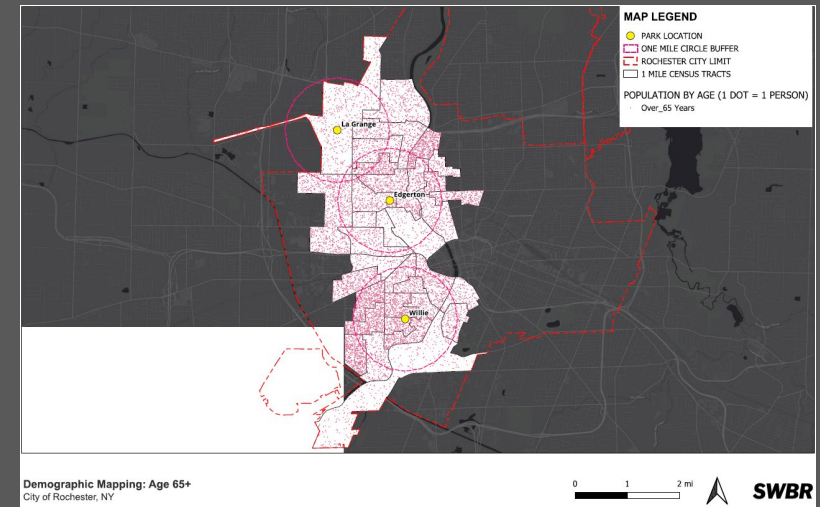 MAP LEGEND
PARK LOCATION
ONE MILE CIRCLE BUFFER
ROCHESTER CITY LIMIT
1 MILE CENSUS TRACTS
POPULATION BY AGE (1 DOT = 1 PERSON)
Over_65 Years
La Grange
Edgerton
Willie
Demographic Mapping: Age 65+
City of Rochester, NY
0 1 2 mi
SWBR